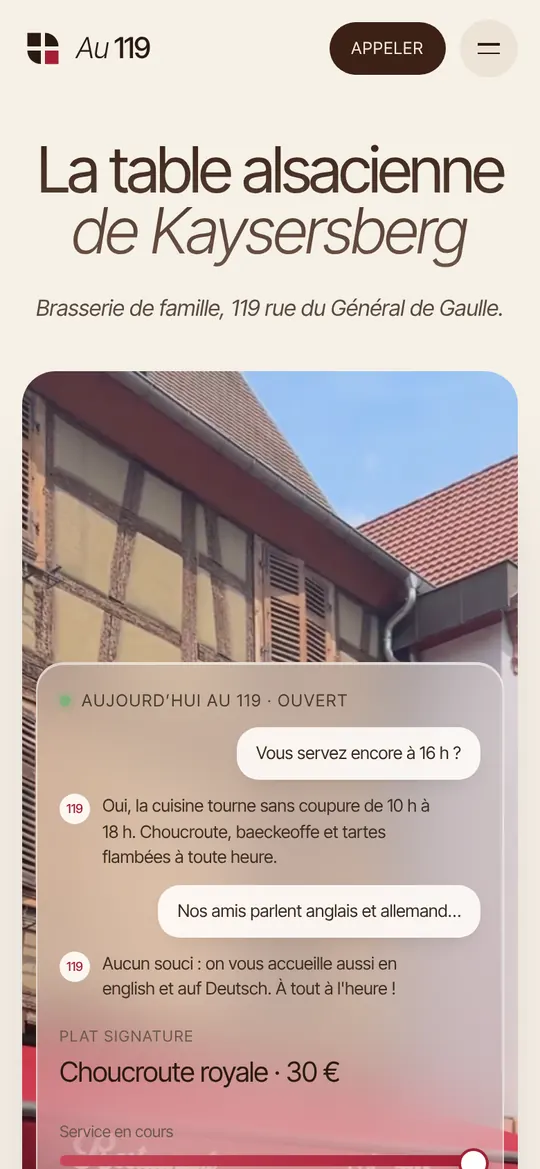 Au 119
APPELER
La table alsacienne
de Kaysersberg
Brasserie de famille, 119 rue du Général de Gaulle.
AUJOURD’HUI AU 119 · OUVERT
Vous servez encore à 16 h ?
119
Oui, la cuisine tourne sans coupure de 10 h à
18 h. Choucroute, baeckeoffe et tartes
flambées à toute heure.
Nos amis parlent anglais et allemand…
119
Aucun souci : on vous accueille aussi en
english et auf Deutsch. À tout à l'heure !
PLAT SIGNATURE
Choucroute royale · 30 €
Service en cours